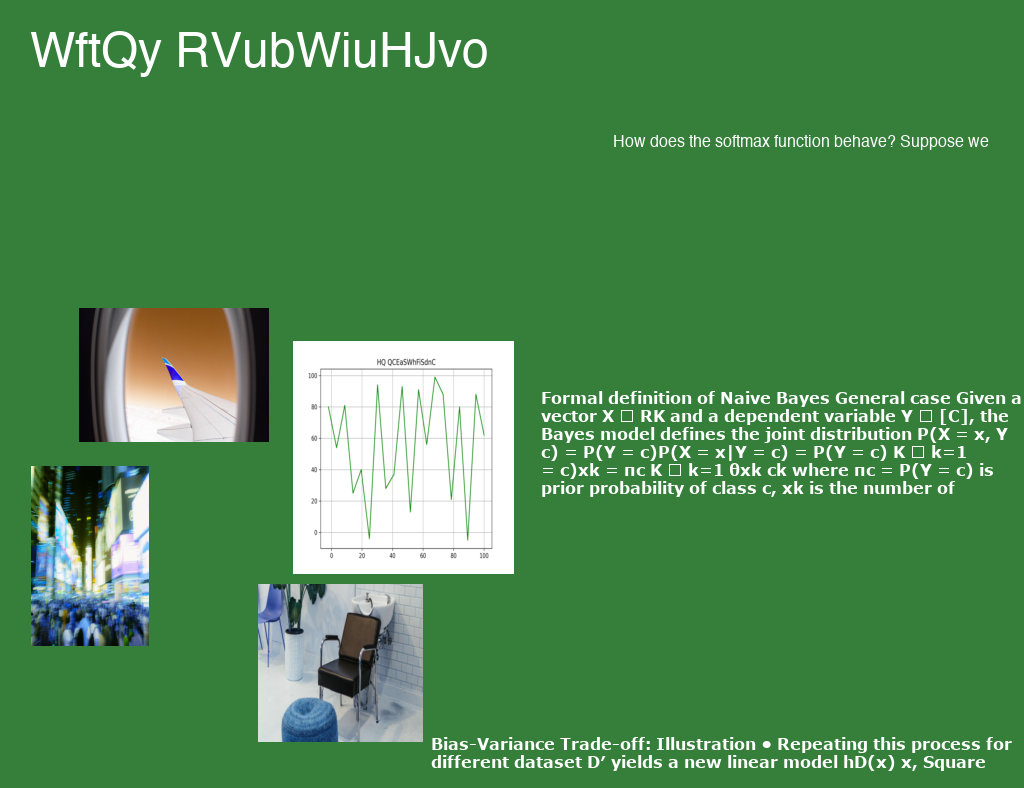 WftQy RVubWiuHJvo
How does the softmax function behave? Suppose we
HQ QCEaSWhFlSdnC
100
80
60
40
20
0
0 20 40 60 80 100
Formal definition of Naive Bayes General case Given a
vector X □ RK and a dependent variable Y □ [C], the
Bayes model defines the joint distribution P(X = x, Y
c) = P(Y = c)P(X = x|Y = c) = P(Y = c) K □ k=1
= c)xk = πc K □ k=1 θxk ck where πc = P(Y = c) is
prior probability of class c, xk is the number of
Bias-Variance Trade-off: Illustration • Repeating this process for
different dataset D’ yields a new linear model hD(x) x, Square